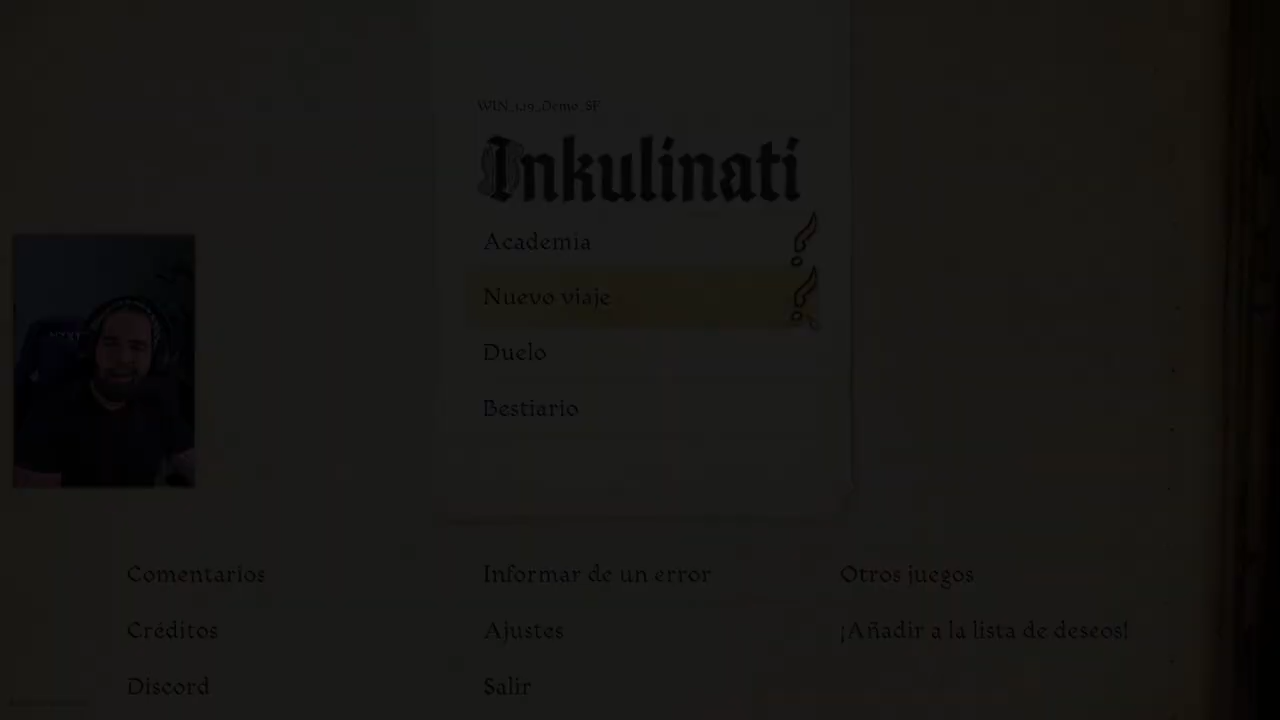 WIN_1.19_Demo_SF
Inkulinati
Academia
Nuevo viaje
Duelo
Bestiario
Comentarios
Informar de un error
Otros juegos
Créditos
Ajustes
¡Añadir a la lista de deseos!
Discord
Salir